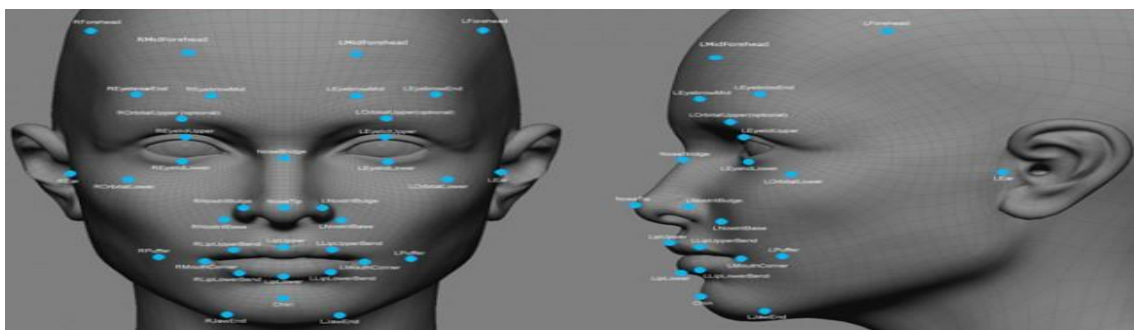 RForehead
LForehead
RMidForehead
LMidForehead
REyebrowEnd
REyebrowMid
LEyebrowMid
LEyebrowEnd
ROrbitalUpper(optional)
LOrbitalUpper(optional)
REyelidUpper
LEyelidUpper
NoseBridge
REyelidLower
LEyelidLower
REar
ROrbitalLower
LOrbitalLower
LEar
RNostrilBulge
NoseTip
LNostrilBulge
RNostrilBase
LNostrilBase
LipUpper
RLipUpperBend
LLipUpperBend
RPuffer
LPuffer
RMouthCorner
LMouthCorner
RLipLowerBend
LipLower
LLipLowerBend
Chin
RJawEnd
LJawEnd
LForehead
LMidForehead
LEyebrowMid
LEyebrowEnd
LOrbitalUpper(optional)
LEyelidUpper
NoseBridge
LEyelidLower
LOrbitalLower
LEar
NoseTip
LNostrilBulge
LNostrilBase
LipUpper
LLipUpperBend
LPuffer
LMouthCorner
LipLower
LLipLowerBend
Chin
LJawEnd